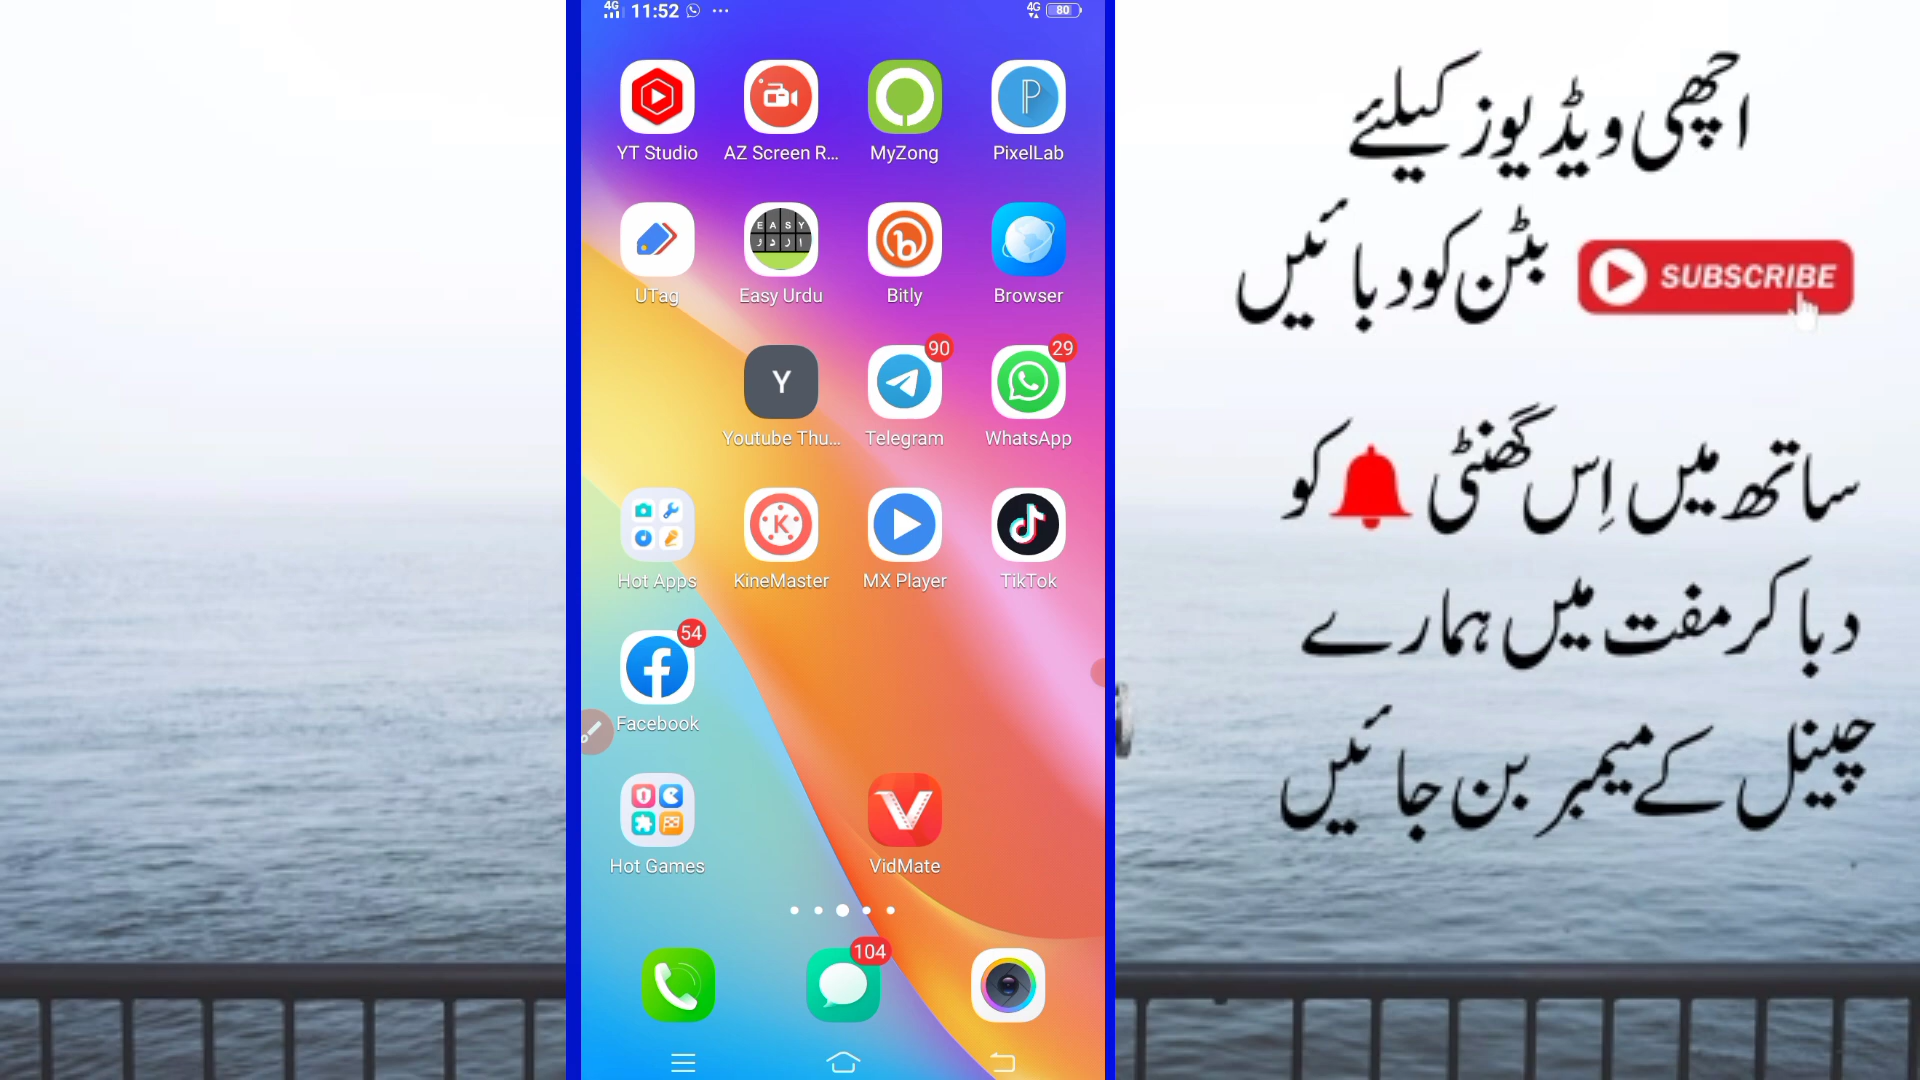 4G 11:52 ... 4G 80
YT Studio AZ Screen R... MyZong PixelLab
EASY
اردو
UTag Easy Urdu Bitly Browser
Y 90 29
Youtube Thu... Telegram WhatsApp
K
Hot Apps KineMaster MX Player TikTok
54
Facebook
Hot Games VidMate
104
اچھی ویڈیوز کیلئے
SUBSCRIBE بٹن کو دبائیں
ساتھ میں اِس گھنٹی کو
دبا کر مفت میں ہمارے
چینل کے میمبر بن جائیں